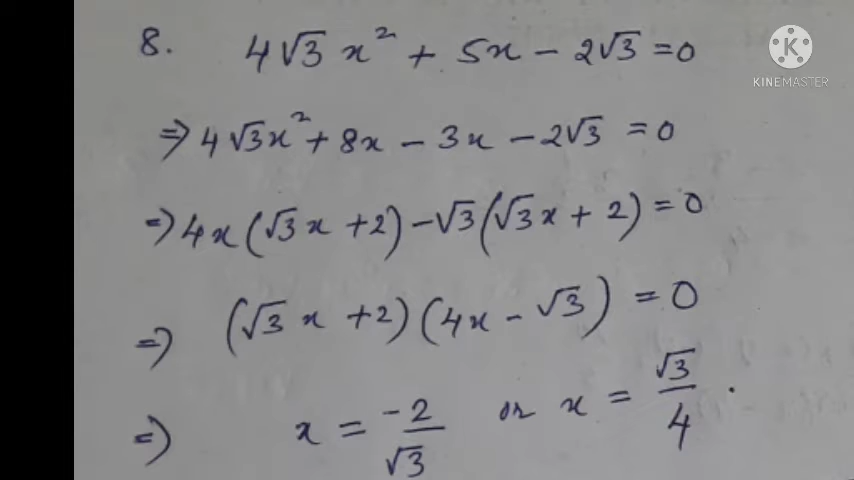 8. 4√3 x² + 5x - 2√3 = 0
K
KINEMASTER
⇒ 4√3x² + 8x - 3x - 2√3 = 0
⇒ 4x(√3x + 2) - √3(√3x + 2) = 0
⇒ (√3 x + 2)(4x - √3) = 0
⇒ x = -2/√3 or x = √3/4 .